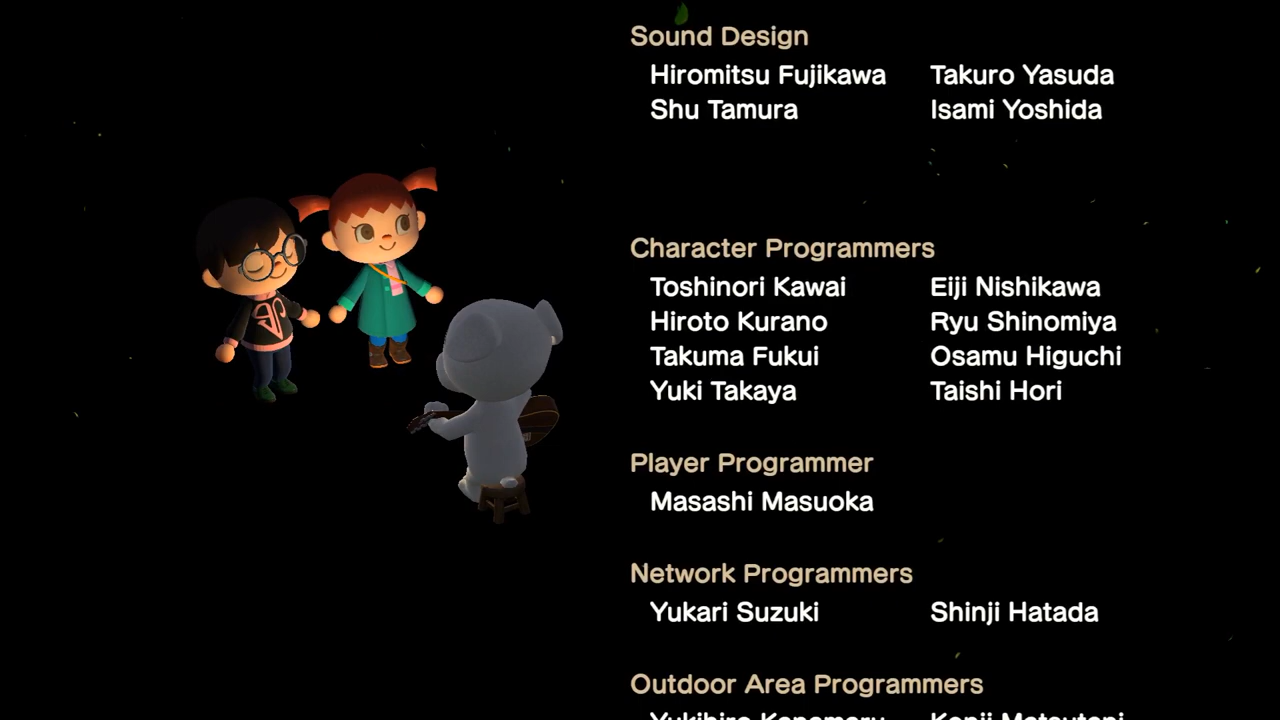 Sound Design
Hiromitsu Fujikawa Takuro Yasuda
Shu Tamura Isami Yoshida
Character Programmers
Toshinori Kawai Eiji Nishikawa
Hiroto Kurano Ryu Shinomiya
Takuma Fukui Osamu Higuchi
Yuki Takaya Taishi Hori
Player Programmer
Masashi Masuoka
Network Programmers
Yukari Suzuki Shinji Hatada
Outdoor Area Programmers